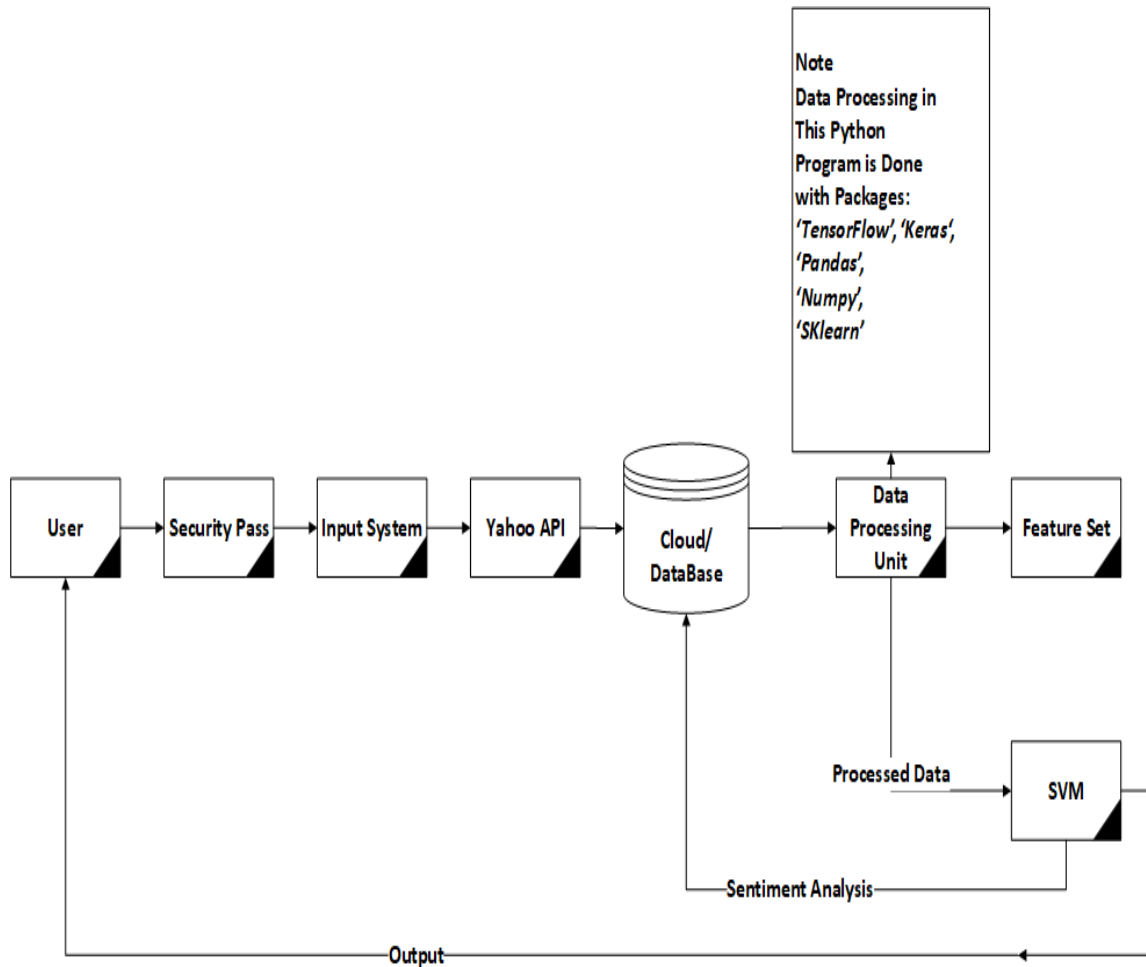 Note
Data Processing in
This Python
Program is Done
with Packages:
‘TensorFlow’, ‘Keras‘,
‘Pandas’,
‘Numpy’,
‘SKlearn’
User
Security Pass
Input System
Yahoo API
Cloud/
DataBase
Data
Processing
Unit
Feature Set
Processed Data
SVM
Sentiment Analysis
Output